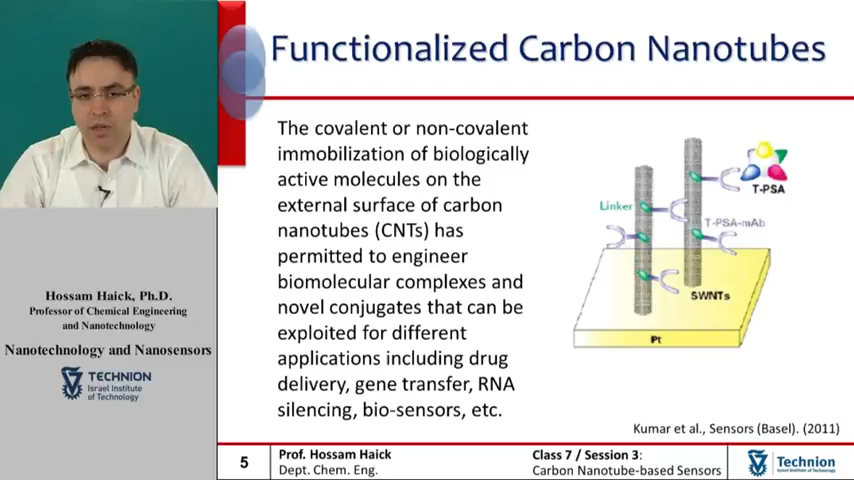 Functionalized Carbon Nanotubes
The covalent or non-covalent
immobilization of biologically
active molecules on the
external surface of carbon
nanotubes (CNTs) has
permitted to engineer
biomolecular complexes and
novel conjugates that can be
exploited for different
applications including drug
delivery, gene transfer, RNA
silencing, bio-sensors, etc.
T-PSA
Linker
T-PSA-mAb
SWNTs
Pt
Kumar et al., Sensors (Basel). (2011)
Hossam Haick, Ph.D.
Professor of Chemical Engineering
and Nanotechnology
Nanotechnology and Nanosensors
TECHNION
Israel Institute
of Technology
5
Prof. Hossam Haick
Dept. Chem. Eng.
Class 7 / Session 3:
Carbon Nanotube-based Sensors
Technion
Israel Institute of Technology